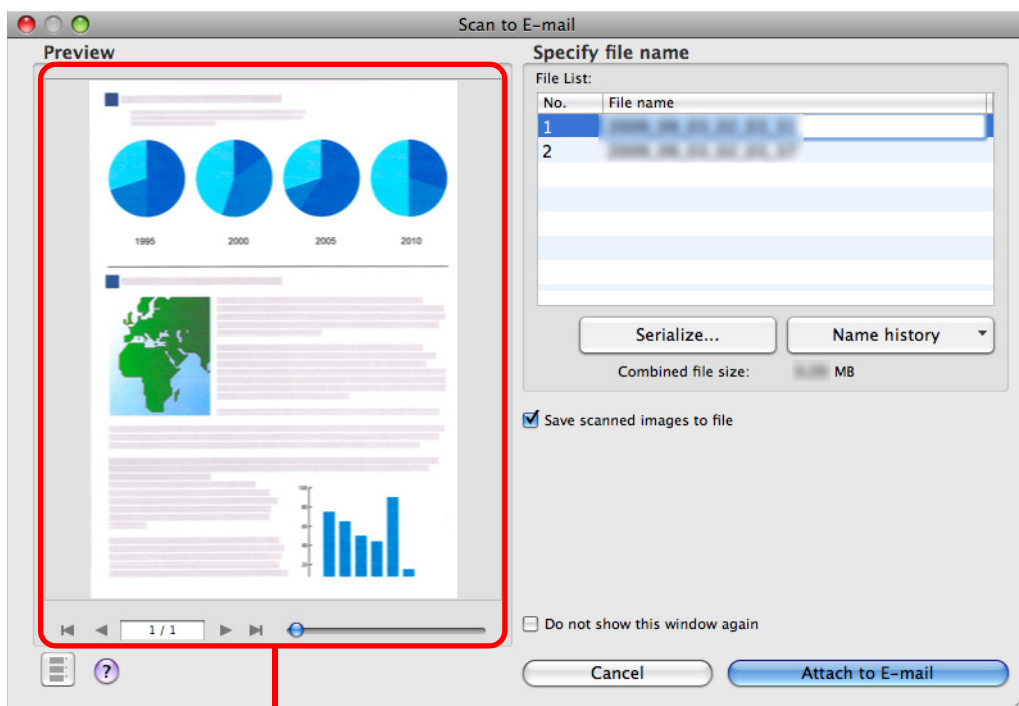 Scan to E-mail
Preview
1995 2000 2005 2010
100
1 / 1
?
Specify file name
File List:
No. File name
1
2
Serialize...
Name history
Combined file size: MB
Save scanned images to file
Do not show this window again
Cancel
Attach to E-mail